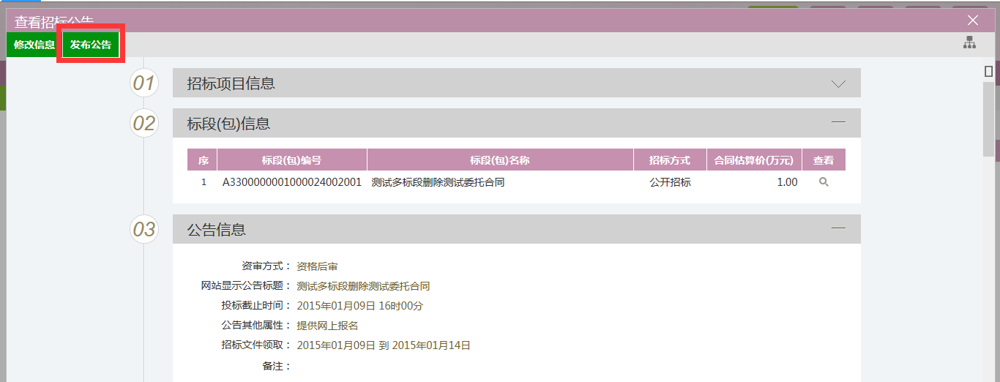 查看招标公告
修改信息 发布公告
01 招标项目信息
02 标段(包)信息
序 标段(包)编号 标段(包)名称 招标方式 合同估算价(万元) 查看
1 A3300000001000024002001 测试多标段删除测试委托合同 公开招标 1.00
03 公告信息
资审方式： 资格后审
网站显示公告标题： 测试多标段删除测试委托合同
投标截止时间： 2015年01月09日 16时00分
公告其他属性： 提供网上报名
招标文件领取： 2015年01月09日 到 2015年01月14日
备注：